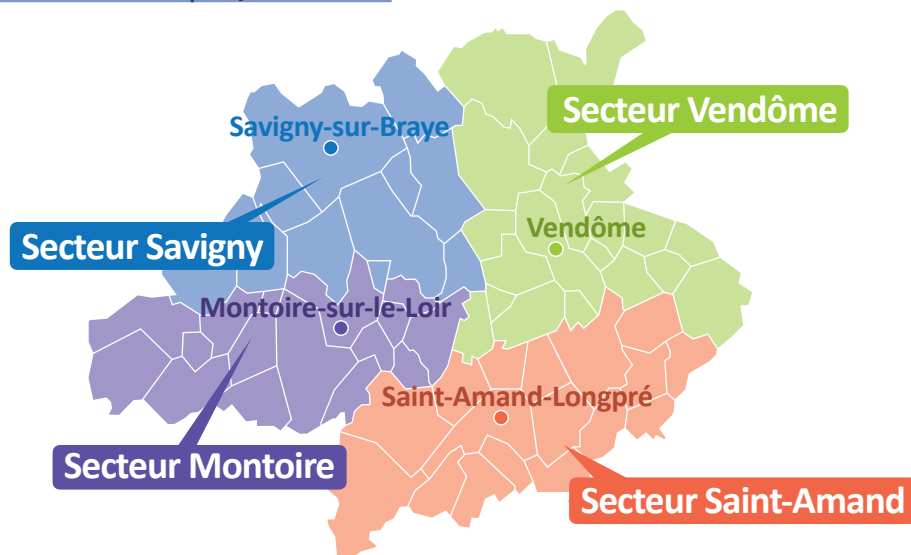 Savigny-sur-Braye
Secteur Vendôme
Vendôme
Secteur Savigny
Montoire-sur-le-Loir
Saint-Amand-Longpré
Secteur Montoire
Secteur Saint-Amand